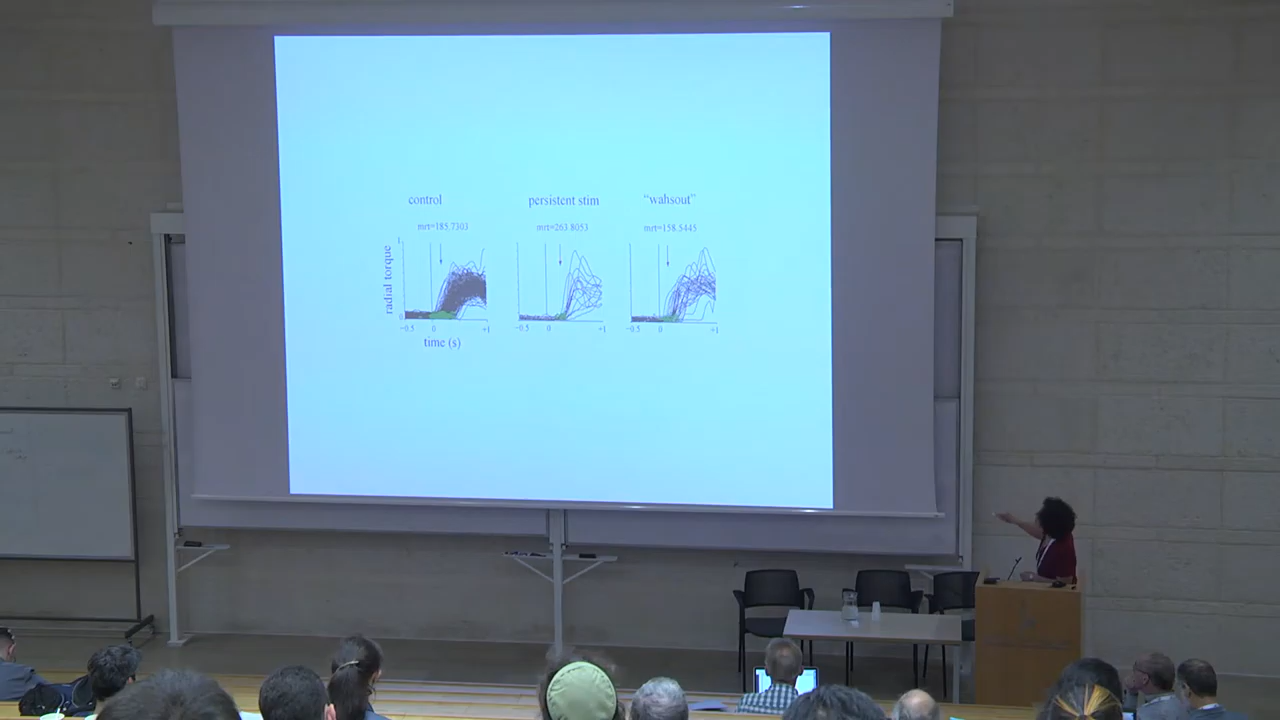 control persistent stim “wahsout”
mrt=185.7303 mrt=263.8053 mrt=158.5445
1
radial torque
0
−0.5 0 +1 −0.5 0 +1 −0.5 0 +1
time (s)